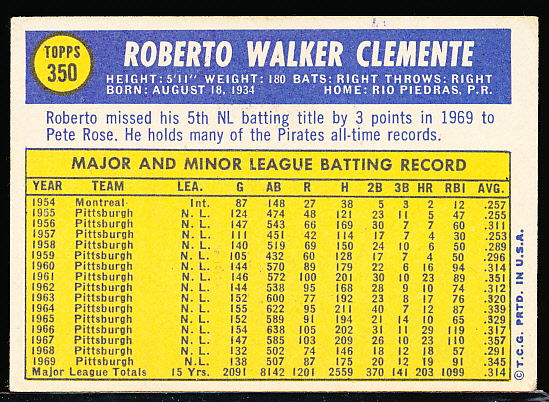 TOPPS
350
ROBERTO WALKER CLEMENTE
HEIGHT: 5'11" WEIGHT: 180 BATS: RIGHT THROWS: RIGHT
BORN: AUGUST 18, 1934 HOME: RIO PIEDRAS, P.R.
Roberto missed his 5th NL batting title by 3 points in 1969 to
Pete Rose. He holds many of the Pirates all-time records.
MAJOR AND MINOR LEAGUE BATTING RECORD
YEAR TEAM LEA. G AB R H 2B 3B HR RBI AVG.
1954 Montreal Int. 87 148 27 38 5 3 2 12 .257
1955 Pittsburgh N. L. 124 474 48 121 23 11 5 47 .255
1956 Pittsburgh N. L. 147 543 66 169 30 7 7 60 .311
1957 Pittsburgh N. L. 111 451 42 114 17 7 4 30 .253
1958 Pittsburgh N. L. 140 519 69 150 24 10 6 50 .289
1959 Pittsburgh N. L. 105 432 60 128 17 7 4 50 .296
1960 Pittsburgh N. L. 144 570 89 179 22 6 16 94 .314
1961 Pittsburgh N. L. 146 572 100 201 30 10 23 89 .351
1962 Pittsburgh N. L. 144 538 95 168 28 9 10 74 .312
1963 Pittsburgh N. L. 152 600 77 192 23 8 17 76 .320
1964 Pittsburgh N. L. 155 622 95 211 40 7 12 87 .339
1965 Pittsburgh N. L. 152 589 91 194 21 14 10 65 .329
1966 Pittsburgh N. L. 154 638 105 202 31 11 29 119 .317
1967 Pittsburgh N. L. 147 585 103 209 26 10 23 110 .357
1968 Pittsburgh N. L. 132 502 74 146 18 12 18 57 .291
1969 Pittsburgh N. L. 138 507 87 175 20 12 19 91 .345
Major League Totals 15 Yrs. 2091 8142 1201 2559 370 141 203 1099 .314
© T.C.G. PRTD. IN U.S.A.